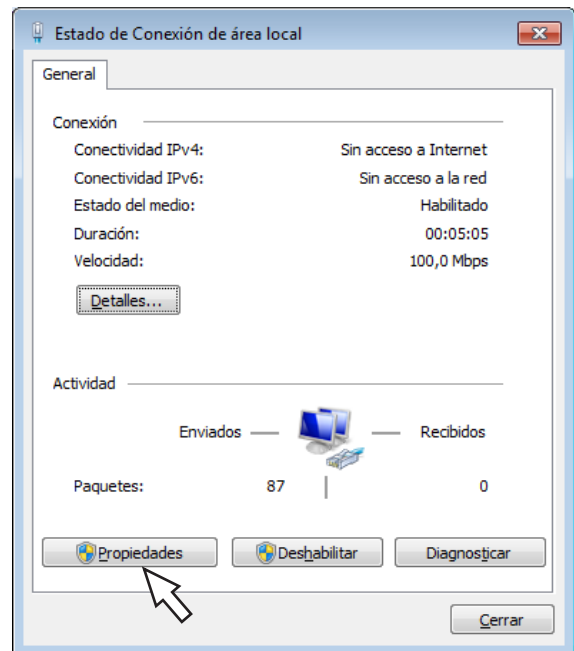 Estado de Conexión de área local
General
Conexión
Conectividad IPv4: Sin acceso a Internet
Conectividad IPv6: Sin acceso a la red
Estado del medio: Habilitado
Duración: 00:05:05
Velocidad: 100,0 Mbps
Detalles...
Actividad
Enviados Recibidos
Paquetes: 87 0
Propiedades Deshabilitar Diagnosticar
Cerrar